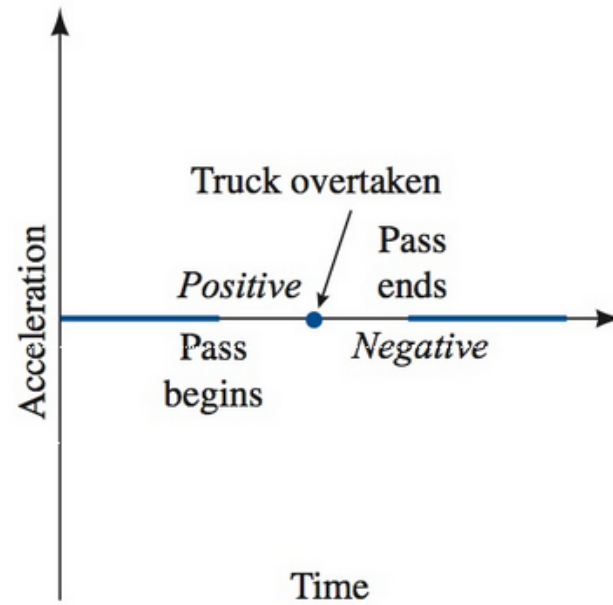 Truck overtaken
Pass
ends
Positive
Negative
Pass
begins
Acceleration
Time